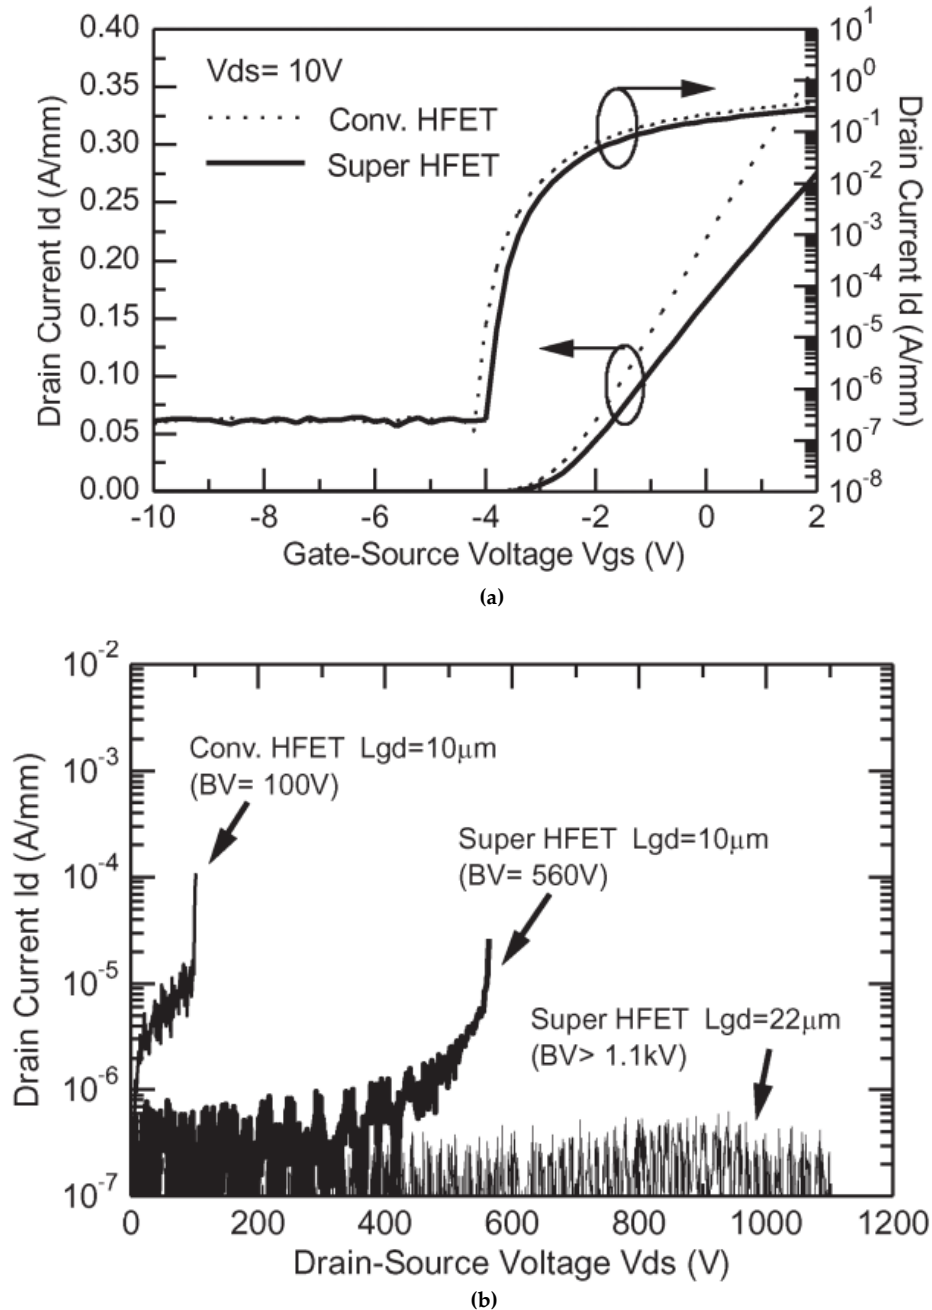 (a)
0.40
0.35
0.30
0.25
0.20
0.15
0.10
0.05
0.00
Drain Current Id (A/mm)
Vds= 10V
Conv. HFET
Super HFET
10^1
10^0
10^-1
10^-2
10^-3
10^-4
10^-5
10^-6
10^-7
10^-8
Drain Current Id (A/mm)
-10 -8 -6 -4 -2 0 2
Gate-Source Voltage Vgs (V)
(a)
10^-2
10^-3
10^-4
10^-5
10^-6
10^-7
Drain Current Id (A/mm)
Conv. HFET Lgd=10μm
(BV= 100V)
Super HFET Lgd=10μm
(BV= 560V)
Super HFET Lgd=22μm
(BV> 1.1kV)
0 200 400 600 800 1000 1200
Drain-Source Voltage Vds (V)
(b)